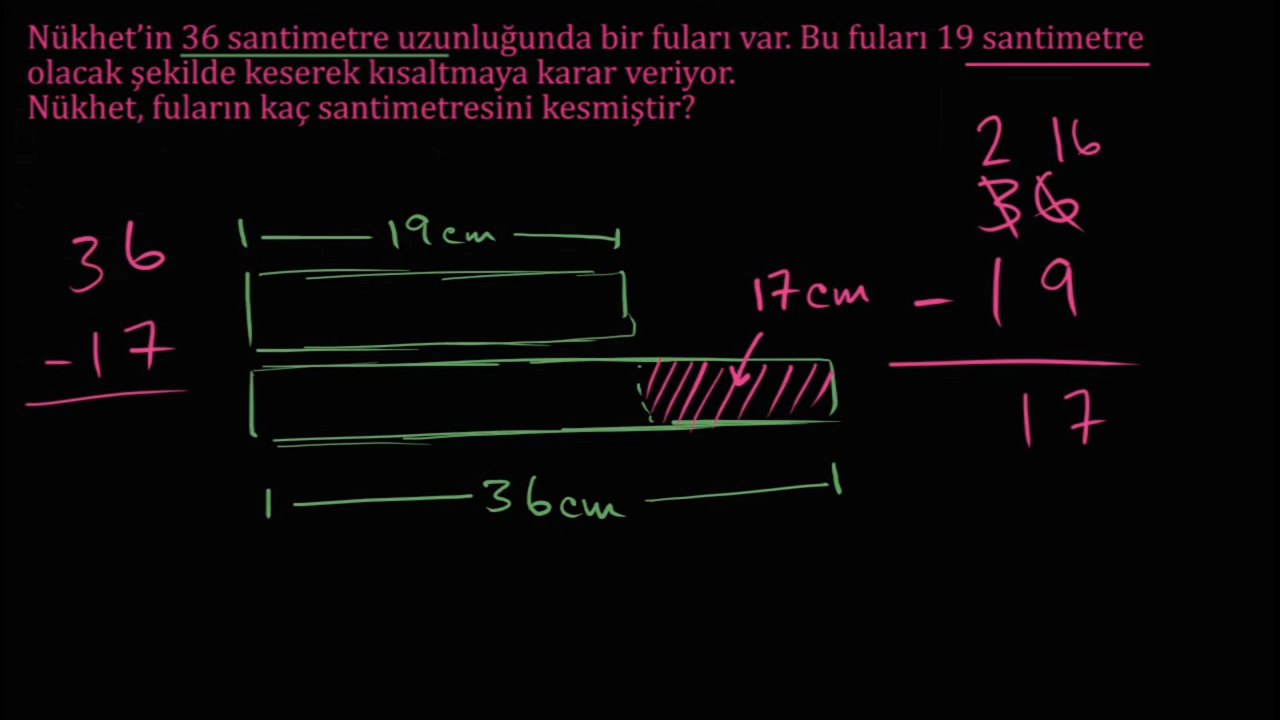 Nükhet’in 36 santimetre uzunluğunda bir fuları var. Bu fuları 19 santimetre
olacak şekilde keserek kısaltmaya karar veriyor.
Nükhet, fuların kaç santimetresini kesmiştir?
2 16
36
- 19
17
36
- 17
19cm
17cm
36cm